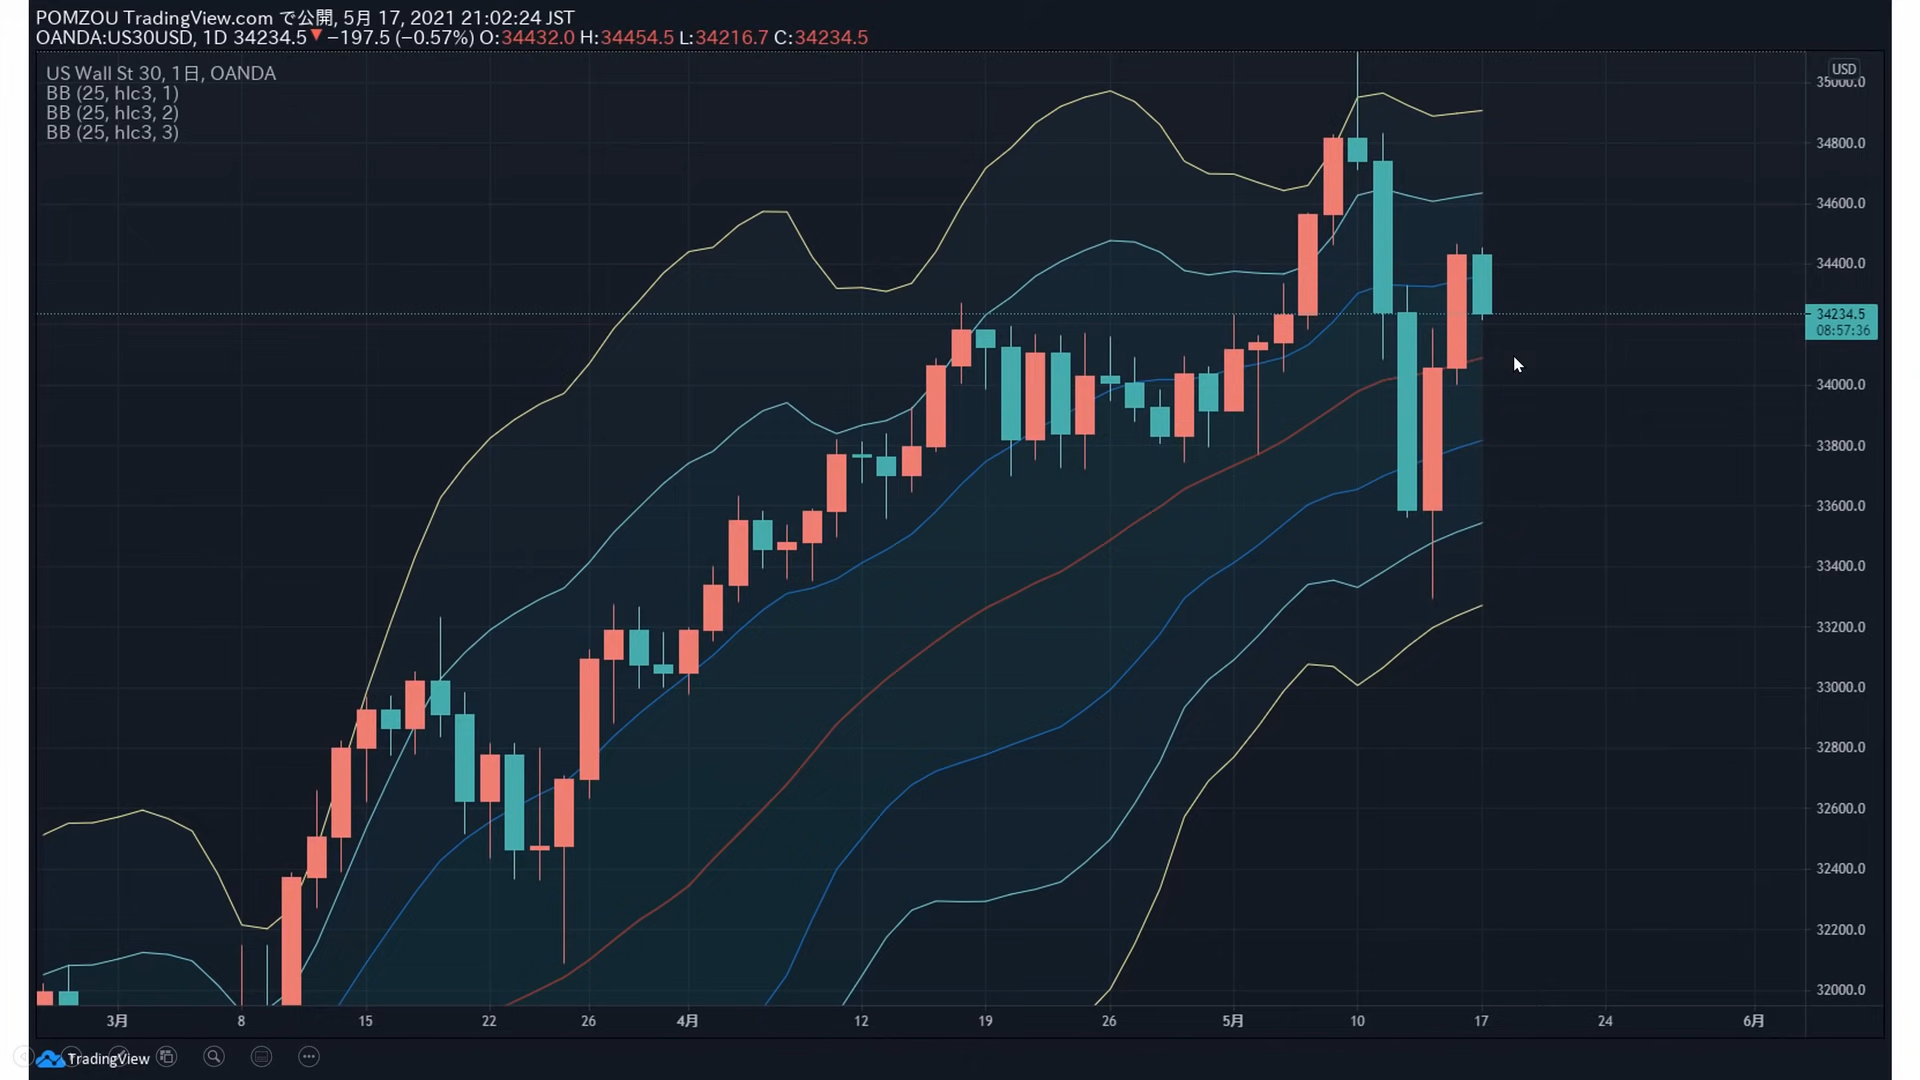 POMZOU TradingView.com で公開, 5月 17, 2021 21:02:24 JST
OANDA:US30USD, 1D 34234.5 −197.5 (−0.57%) O:34432.0 H:34454.5 L:34216.7 C:34234.5
US Wall St 30, 1日, OANDA
BB (25, hlc3, 1)
BB (25, hlc3, 2)
BB (25, hlc3, 3)
USD
35000.0
34800.0
34600.0
34400.0
34234.5
08:57:36
34000.0
33800.0
33600.0
33400.0
33200.0
33000.0
32800.0
32600.0
32400.0
32200.0
32000.0
3月 8 15 22 26 4月 12 19 26 5月 10 17 24 6月
TradingView